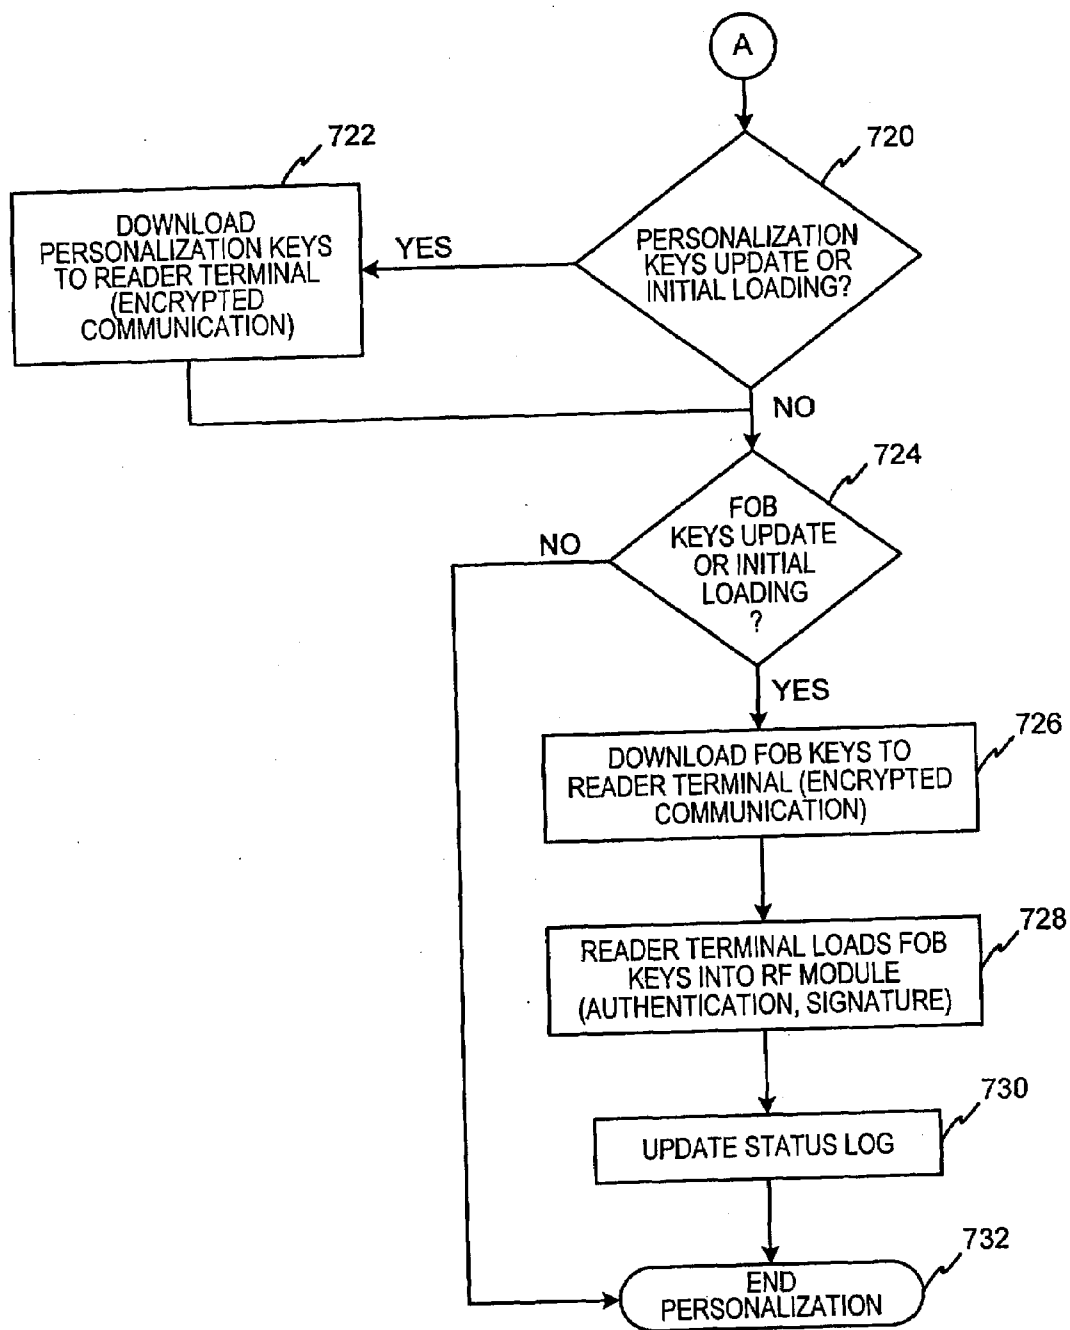 A
722
720
DOWNLOAD
PERSONALIZATION KEYS
TO READER TERMINAL
(ENCRYPTED
COMMUNICATION)
YES
PERSONALIZATION
KEYS UPDATE OR
INITIAL LOADING?
NO
724
FOB
KEYS UPDATE
OR INITIAL
LOADING
?
NO
YES
726
DOWNLOAD FOB KEYS TO
READER TERMINAL (ENCRYPTED
COMMUNICATION)
728
READER TERMINAL LOADS FOB
KEYS INTO RF MODULE
(AUTHENTICATION, SIGNATURE)
730
UPDATE STATUS LOG
732
END
PERSONALIZATION